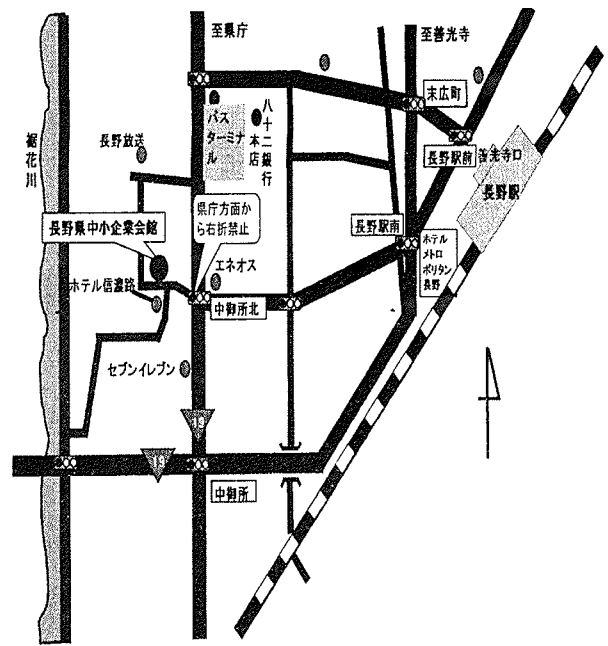 至県庁
至善光寺
末広町
バス
ターミナ
ル
八十二銀行
本店
長野放送
裾花川
長野駅前
善光寺口
長野駅
県庁方面か
ら右折禁止
長野県中小企業会館
長野駅南
ホテル
メトロ
ポリタン
長野
エネオス
ホテル信濃路
中御所北
セブンイレブン
19
19
中御所